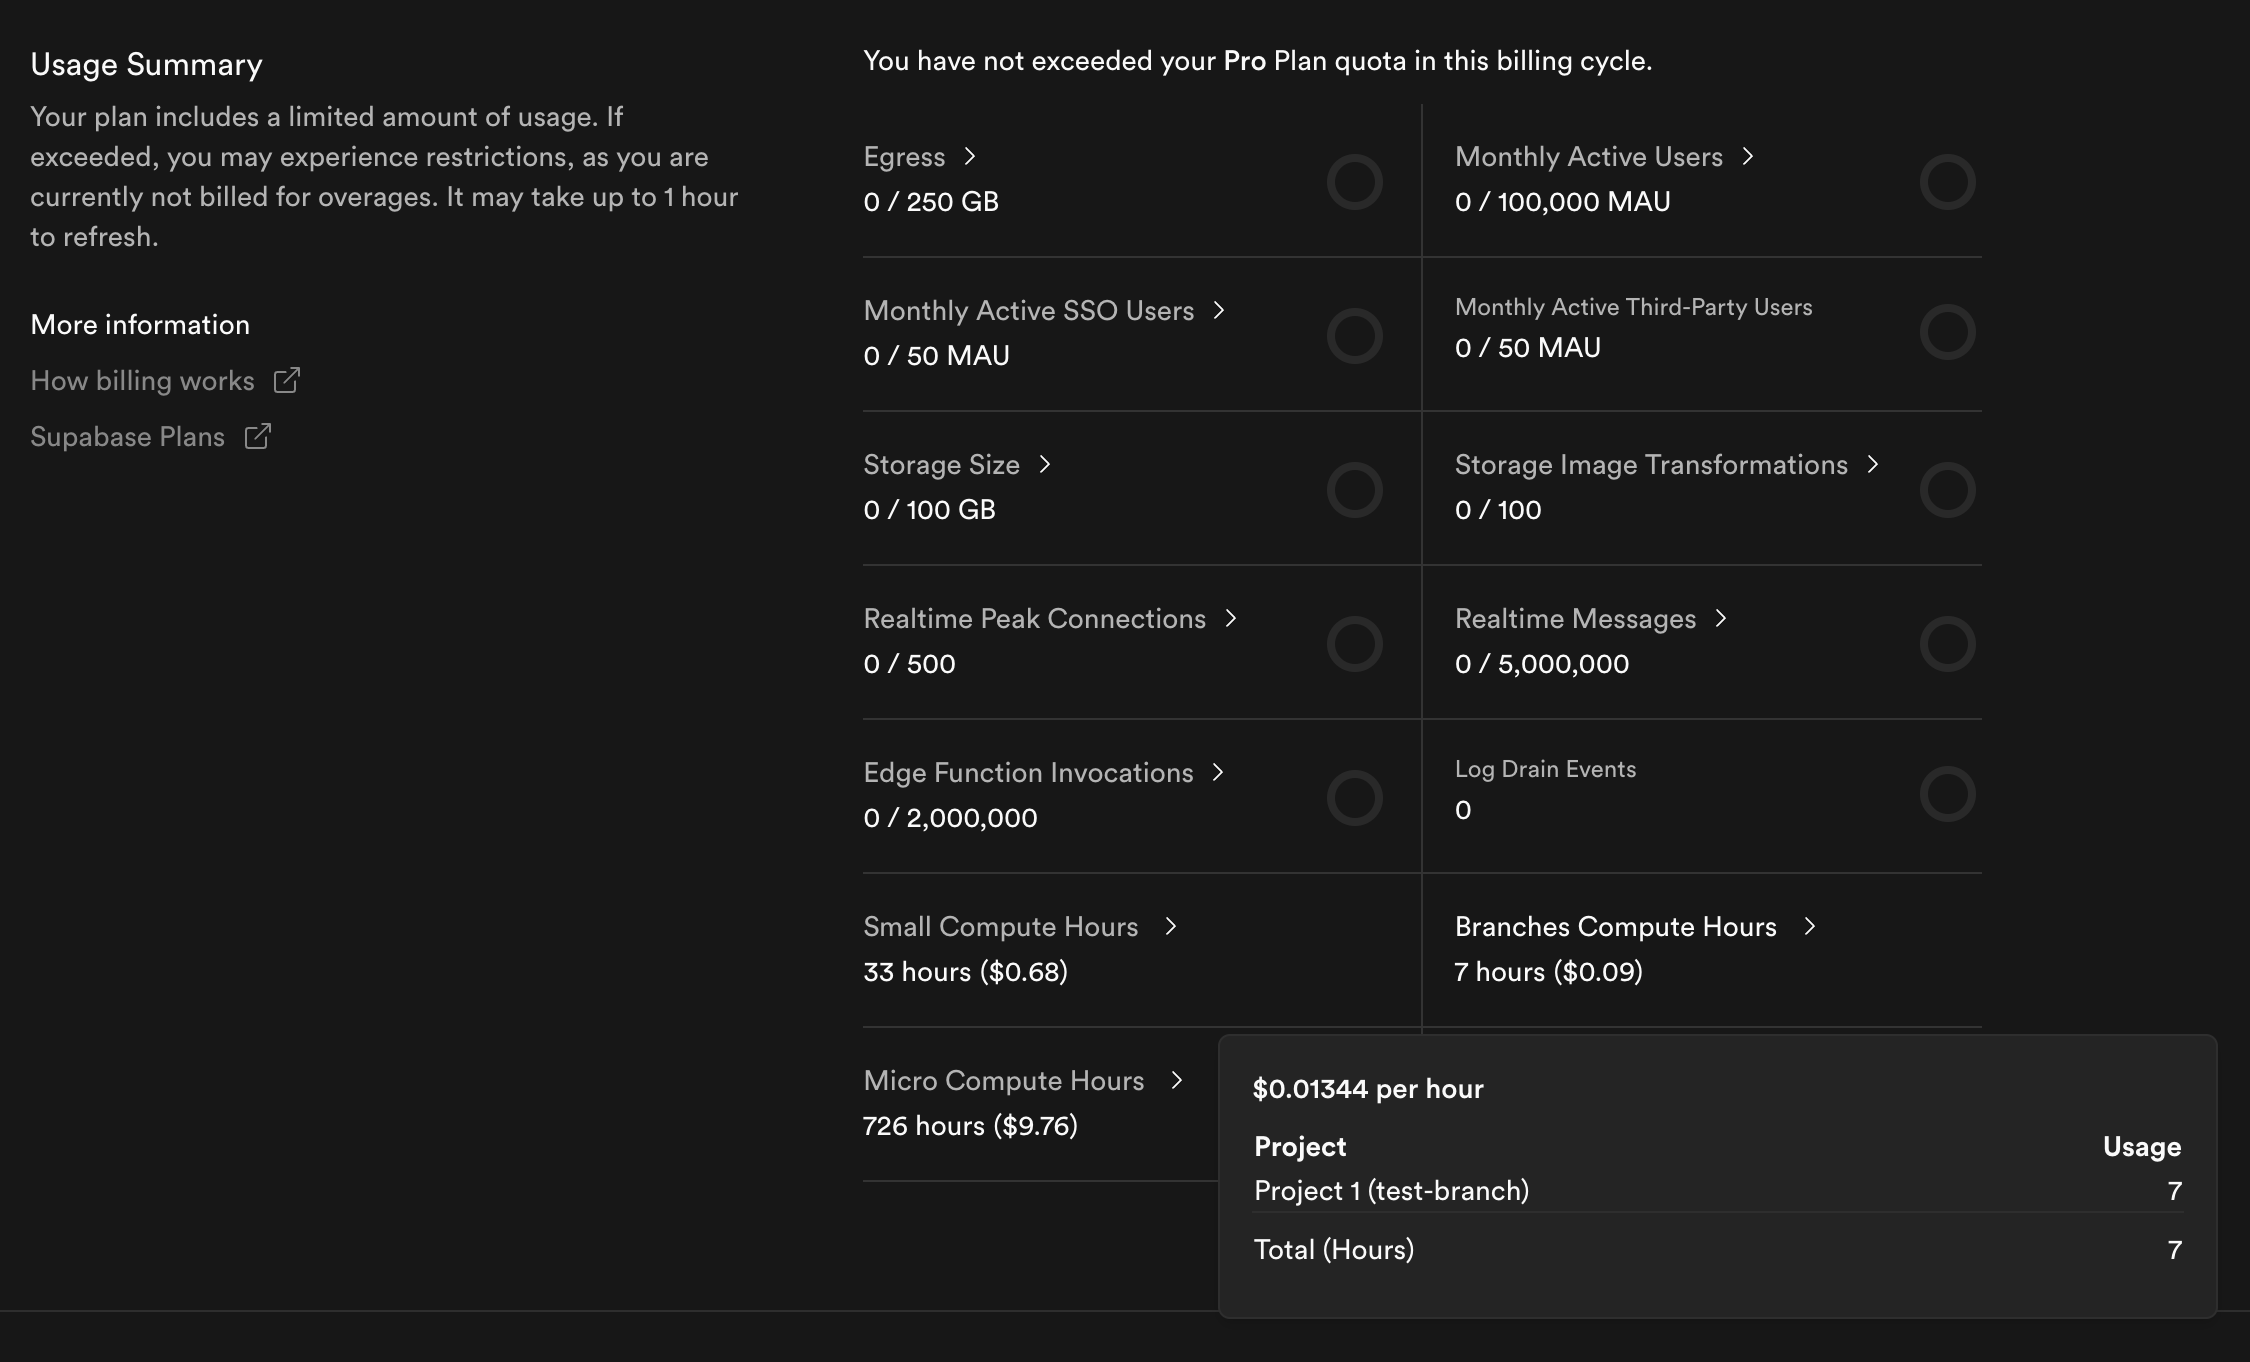 Usage Summary
Your plan includes a limited amount of usage. If
exceeded, you may experience restrictions, as you are
currently not billed for overages. It may take up to 1 hour
to refresh.
More information
How billing works
Supabase Plans
You have not exceeded your Pro Plan quota in this billing cycle.
Egress
0 / 250 GB
Monthly Active Users
0 / 100,000 MAU
Monthly Active SSO Users
0 / 50 MAU
Monthly Active Third-Party Users
0 / 50 MAU
Storage Size
0 / 100 GB
Storage Image Transformations
0 / 100
Realtime Peak Connections
0 / 500
Realtime Messages
0 / 5,000,000
Edge Function Invocations
0 / 2,000,000
Log Drain Events
0
Small Compute Hours
33 hours ($0.68)
Branches Compute Hours
7 hours ($0.09)
Micro Compute Hours
726 hours ($9.76)
$0.01344 per hour
Project Usage
Project 1 (test-branch) 7
Total (Hours) 7